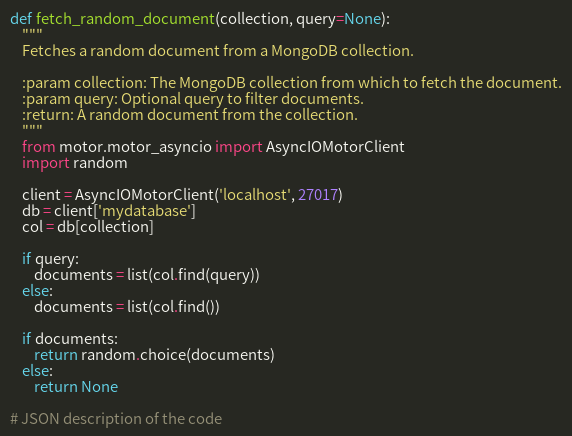 def fetch_random_document(collection, query=None):
    """
    Fetches a random document from a MongoDB collection.

    :param collection: The MongoDB collection from which to fetch the document.
    :param query: Optional query to filter documents.
    :return: A random document from the collection.
    """
    from motor.motor_asyncio import AsyncIOMotorClient
    import random

    client = AsyncIOMotorClient('localhost', 27017)
    db = client['mydatabase']
    col = db[collection]

    if query:
        documents = list(col.find(query))
    else:
        documents = list(col.find())

    if documents:
        return random.choice(documents)
    else:
        return None

# JSON description of the code